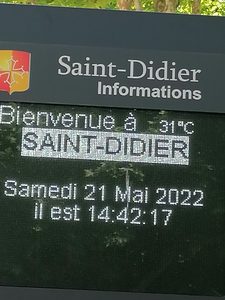 Saint-Didier
Informations
Bienvenue à 31°C
SAINT-DIDIER
Samedi 21 Mai 2022
il est 14:42:17